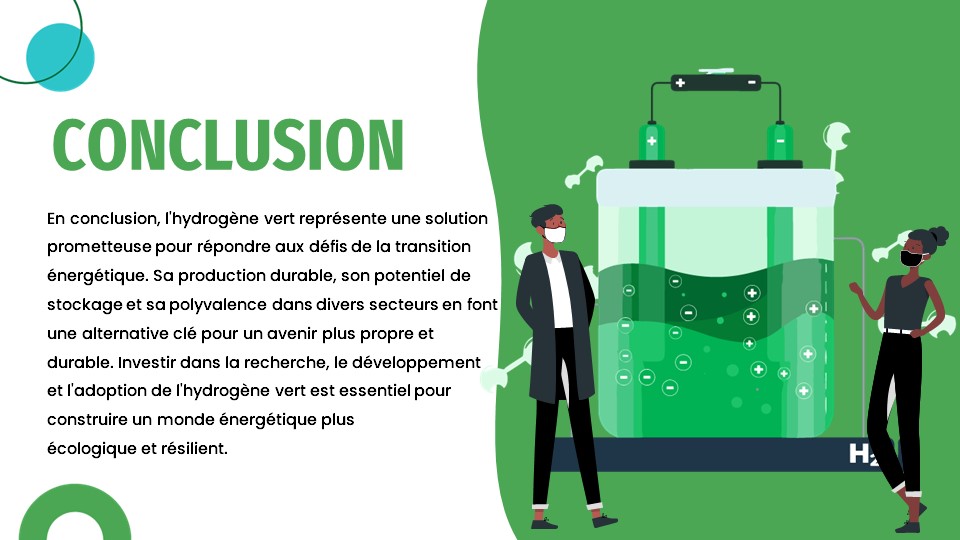 CONCLUSION
En conclusion, l'hydrogène vert représente une solution
prometteuse pour répondre aux défis de la transition
énergétique. Sa production durable, son potentiel de
stockage et sa polyvalence dans divers secteurs en font
une alternative clé pour un avenir plus propre et
durable. Investir dans la recherche, le développement
et l'adoption de l'hydrogène vert est essentiel pour
construire un monde énergétique plus
écologique et résilient.
H2